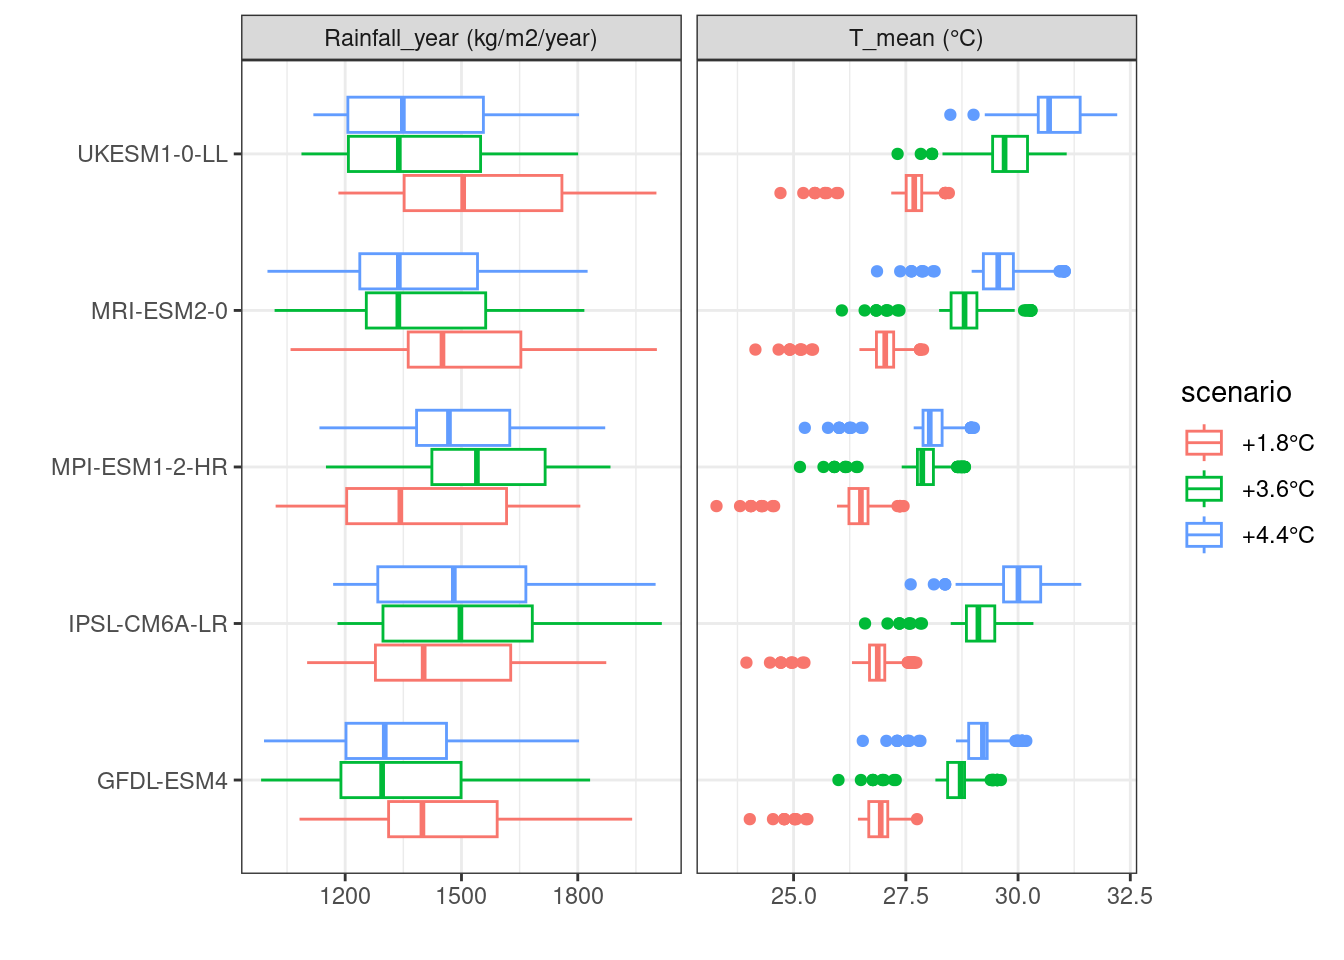 Rainfall_year (kg/m2/year)
T_mean (°C)
UKESM1-0-LL
MRI-ESM2-0
MPI-ESM1-2-HR
IPSL-CM6A-LR
GFDL-ESM4
1200 1500 1800
25.0 27.5 30.0 32.5
scenario
+1.8°C
+3.6°C
+4.4°C